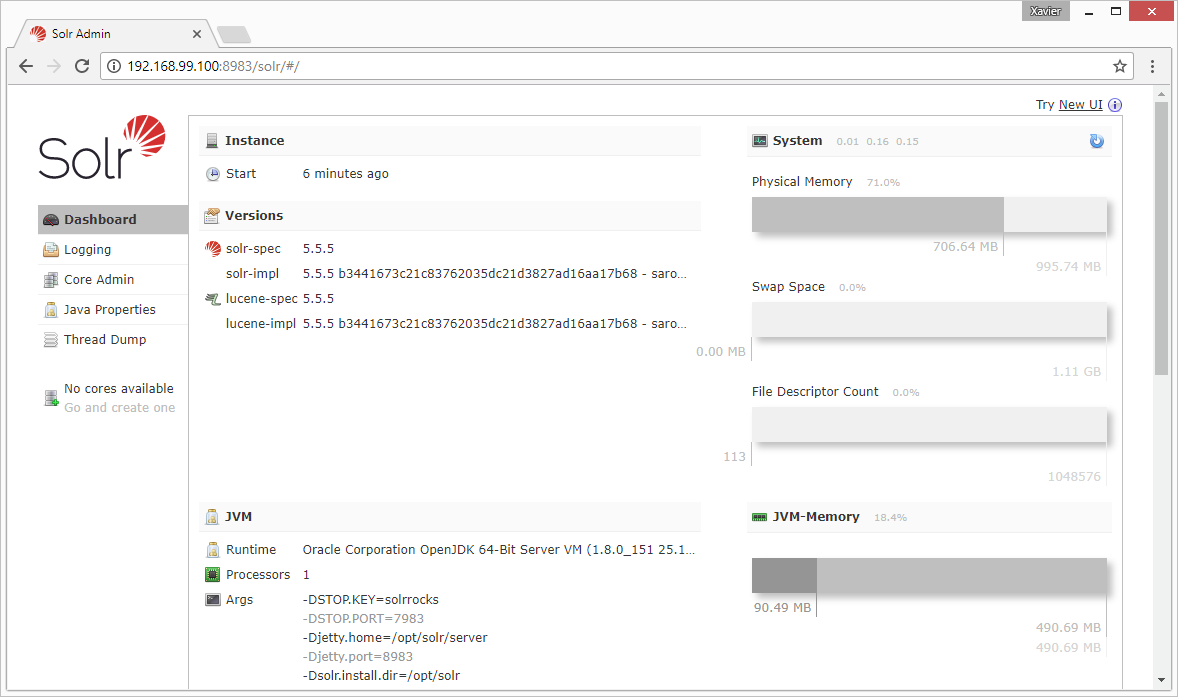 Xavier
Solr Admin
192.168.99.100:8983/solr/#/
Try New UI
Solr
Dashboard
Logging
Core Admin
Java Properties
Thread Dump
No cores available
Go and create one
Instance
Start 6 minutes ago
Versions
solr-spec 5.5.5
solr-impl 5.5.5 b3441673c21c83762035dc21d3827ad16aa17b68 - saro...
lucene-spec 5.5.5
lucene-impl 5.5.5 b3441673c21c83762035dc21d3827ad16aa17b68 - saro...
System 0.01 0.16 0.15
Physical Memory 71.0%
706.64 MB
995.74 MB
Swap Space 0.0%
0.00 MB
1.11 GB
File Descriptor Count 0.0%
113
1048576
JVM
Runtime Oracle Corporation OpenJDK 64-Bit Server VM (1.8.0_151 25.1...
Processors 1
Args -DSTOP.KEY=solrrocks
-DSTOP.PORT=7983
-Djetty.home=/opt/solr/server
-Djetty.port=8983
-Dsolr.install.dir=/opt/solr
JVM-Memory 18.4%
90.49 MB
490.69 MB
490.69 MB